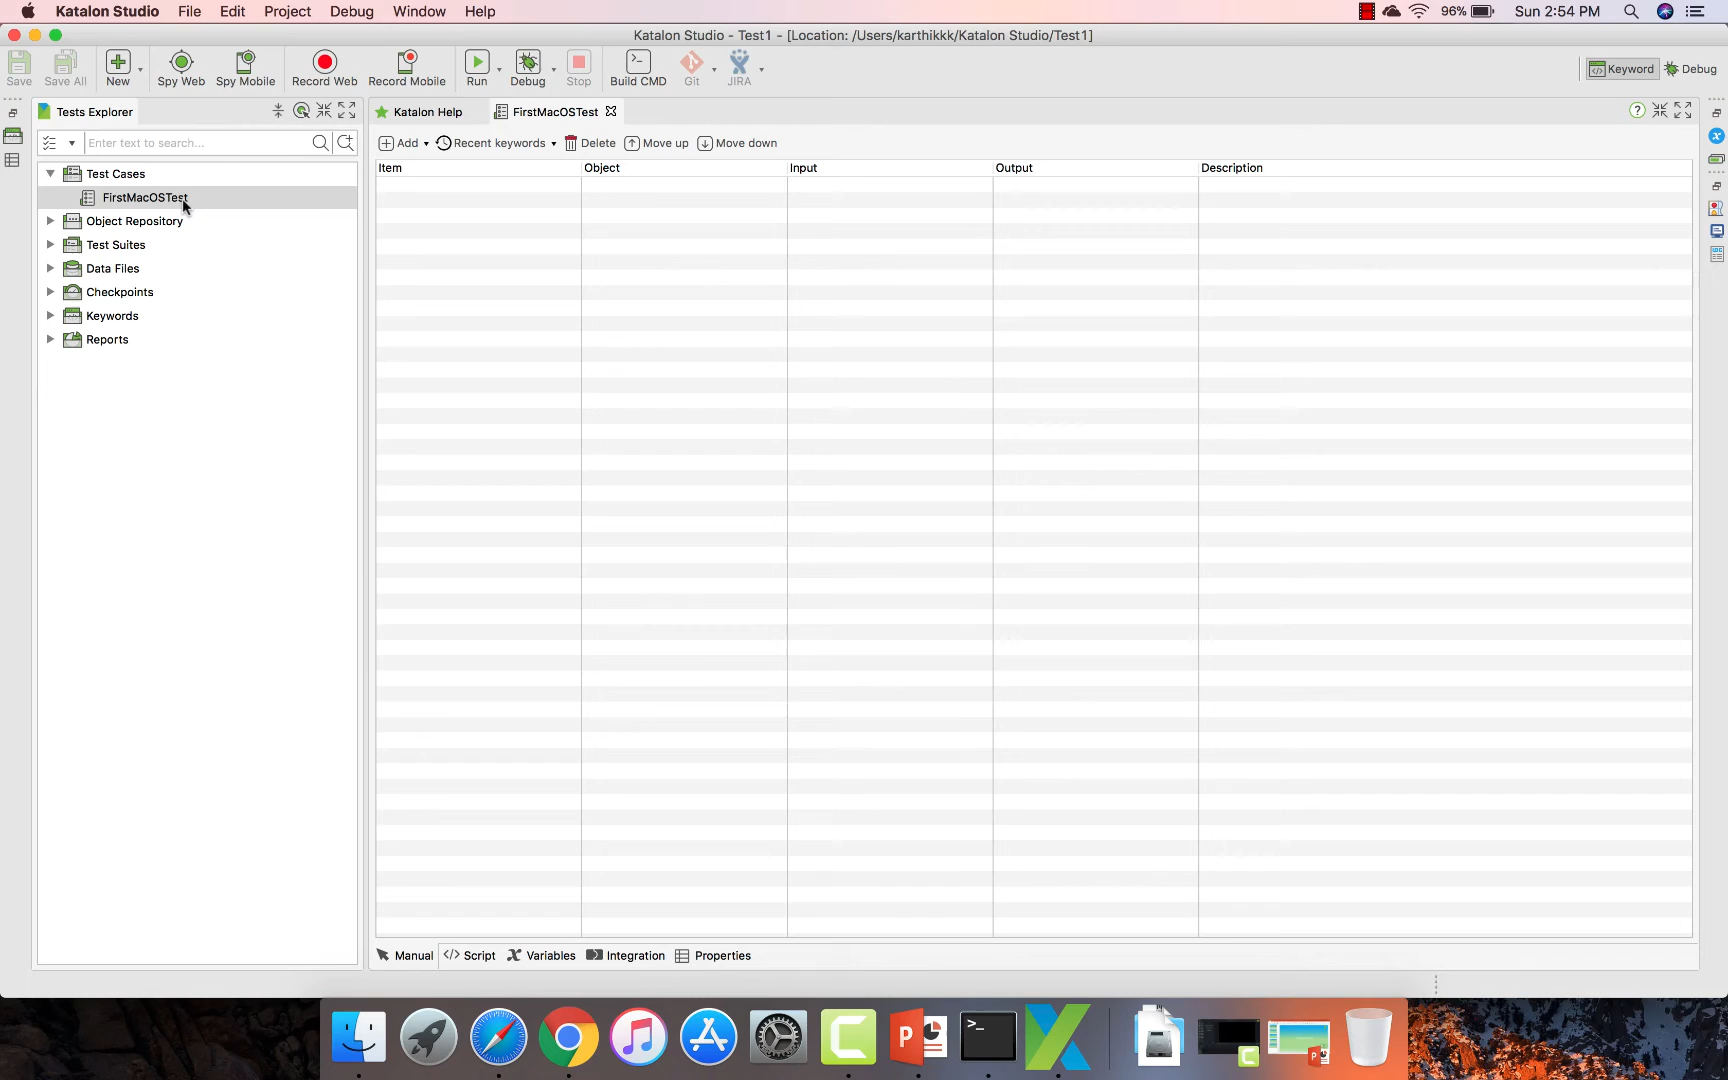 Katalon Studio File Edit Project Debug Window Help 96% Sun 2:54 PM
Katalon Studio - Test1 - [Location: /Users/karthikkk/Katalon Studio/Test1]
Save Save All New Spy Web Spy Mobile Record Web Record Mobile Run Debug Stop Build CMD Git JIRA Keyword Debug
Tests Explorer Katalon Help FirstMacOSTest
Enter text to search... Add Recent keywords Delete Move up Move down
Item Object Input Output Description
Test Cases
FirstMacOSTest
Object Repository
Test Suites
Data Files
Checkpoints
Keywords
Reports
Manual Script Variables Integration Properties